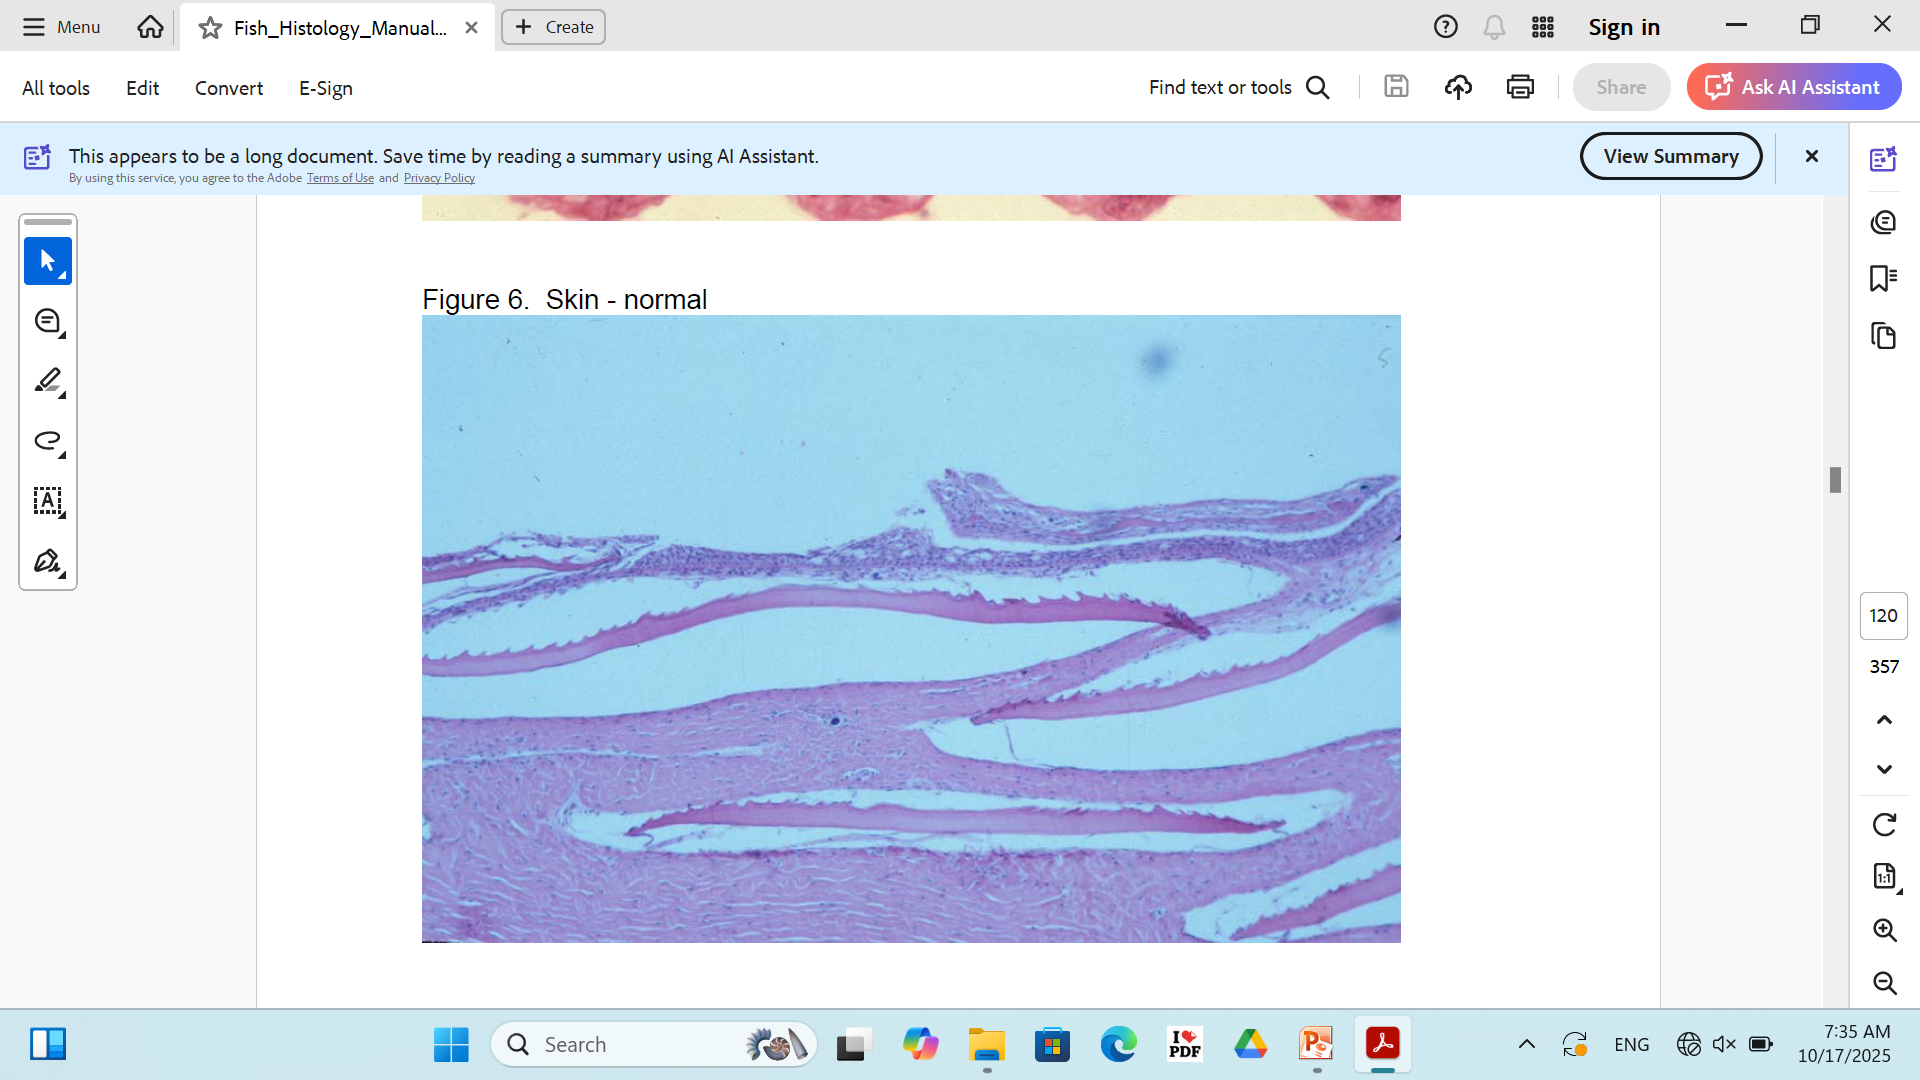 Menu
Fish_Histology_Manual...
Create
Sign in
All tools
Edit
Convert
E-Sign
Find text or tools
Share
Ask AI Assistant
This appears to be a long document. Save time by reading a summary using AI Assistant.
By using this service, you agree to the Adobe Terms of Use and Privacy Policy
View Summary
Figure 6. Skin - normal
120
357
1:1
Search
I PDF
ENG
7:35 AM
10/17/2025